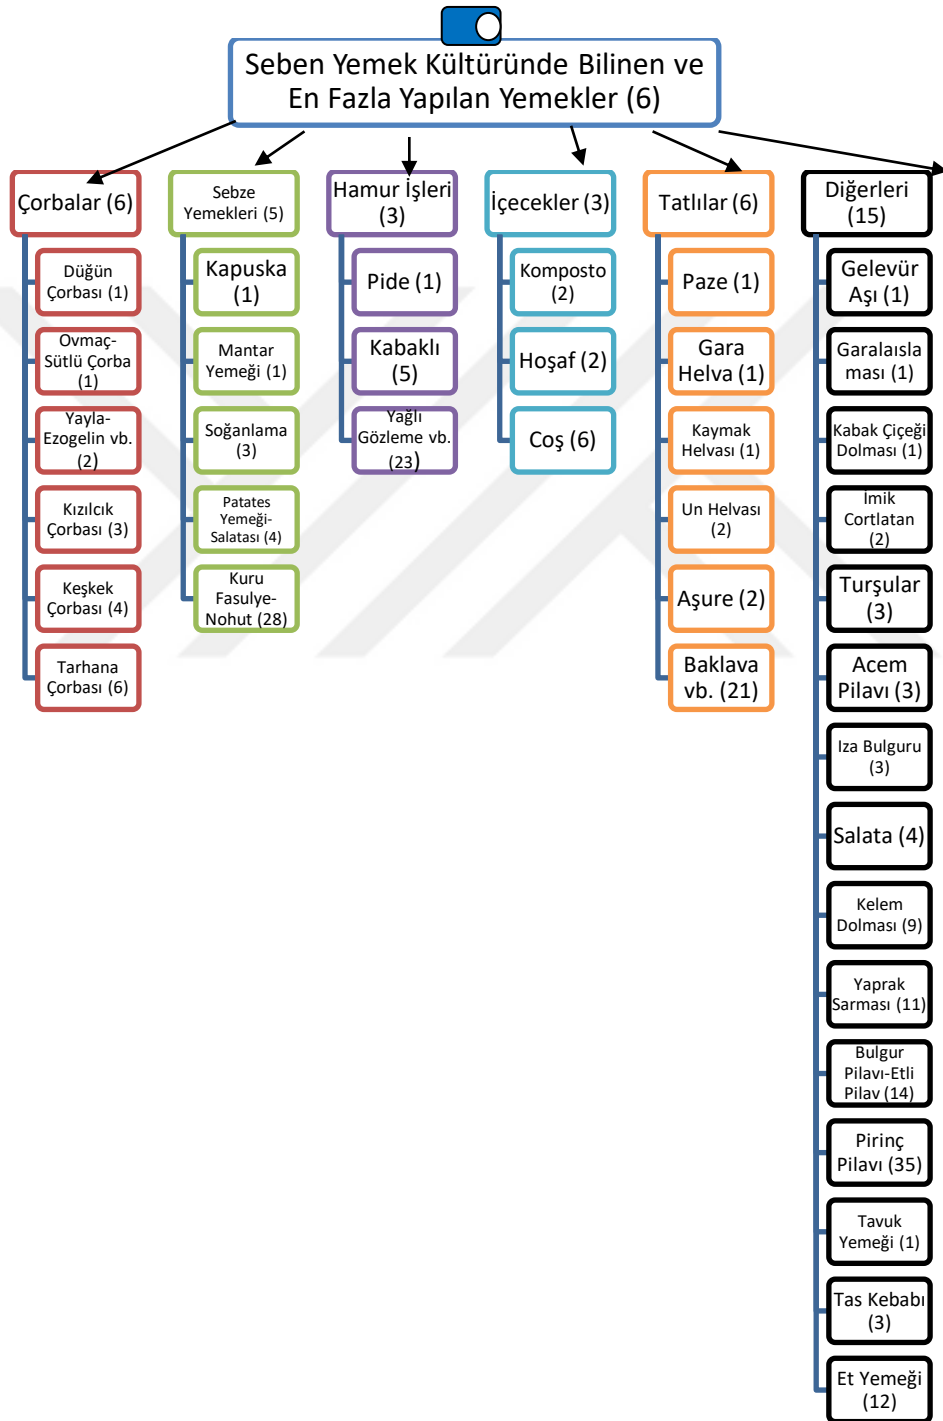 Seben Yemek Kültüründe Bilinen ve
En Fazla Yapılan Yemekler (6)
Çorbalar (6)
Düğün
Çorbası (1)
Ovmaç-
Sütlü Çorba
(1)
Yayla-
Ezogelin vb.
(2)
Kızılcık
Çorbası (3)
Keşkek
Çorbası (4)
Tarhana
Çorbası (6)
Sebze
Yemekleri (5)
Kapuska
(1)
Mantar
Yemeği (1)
Soğanlama
(3)
Patates
Yemeği-
Salatası (4)
Kuru
Fasulye-
Nohut (28)
Hamur İşleri
(3)
Pide (1)
Kabaklı
(5)
Yağlı
Gözleme vb.
(23)
İçecekler (3)
Komposto
(2)
Hoşaf (2)
Coş (6)
Tatlılar (6)
Paze (1)
Gara
Helva (1)
Kaymak
Helvası (1)
Un Helvası
(2)
Aşure (2)
Baklava
vb. (21)
Diğerleri
(15)
Gelevür
Aşı (1)
Garalaısla
ması (1)
Kabak Çiçeği
Dolması (1)
İmik
Cortlatan
(2)
Turşular
(3)
Acem
Pilavı (3)
Iza Bulguru
(3)
Salata (4)
Kelem
Dolması (9)
Yaprak
Sarması (11)
Bulgur
Pilavı-Etli
Pilav (14)
Pirinç
Pilavı (35)
Tavuk
Yemeği (1)
Tas Kebabı
(3)
Et Yemeği
(12)